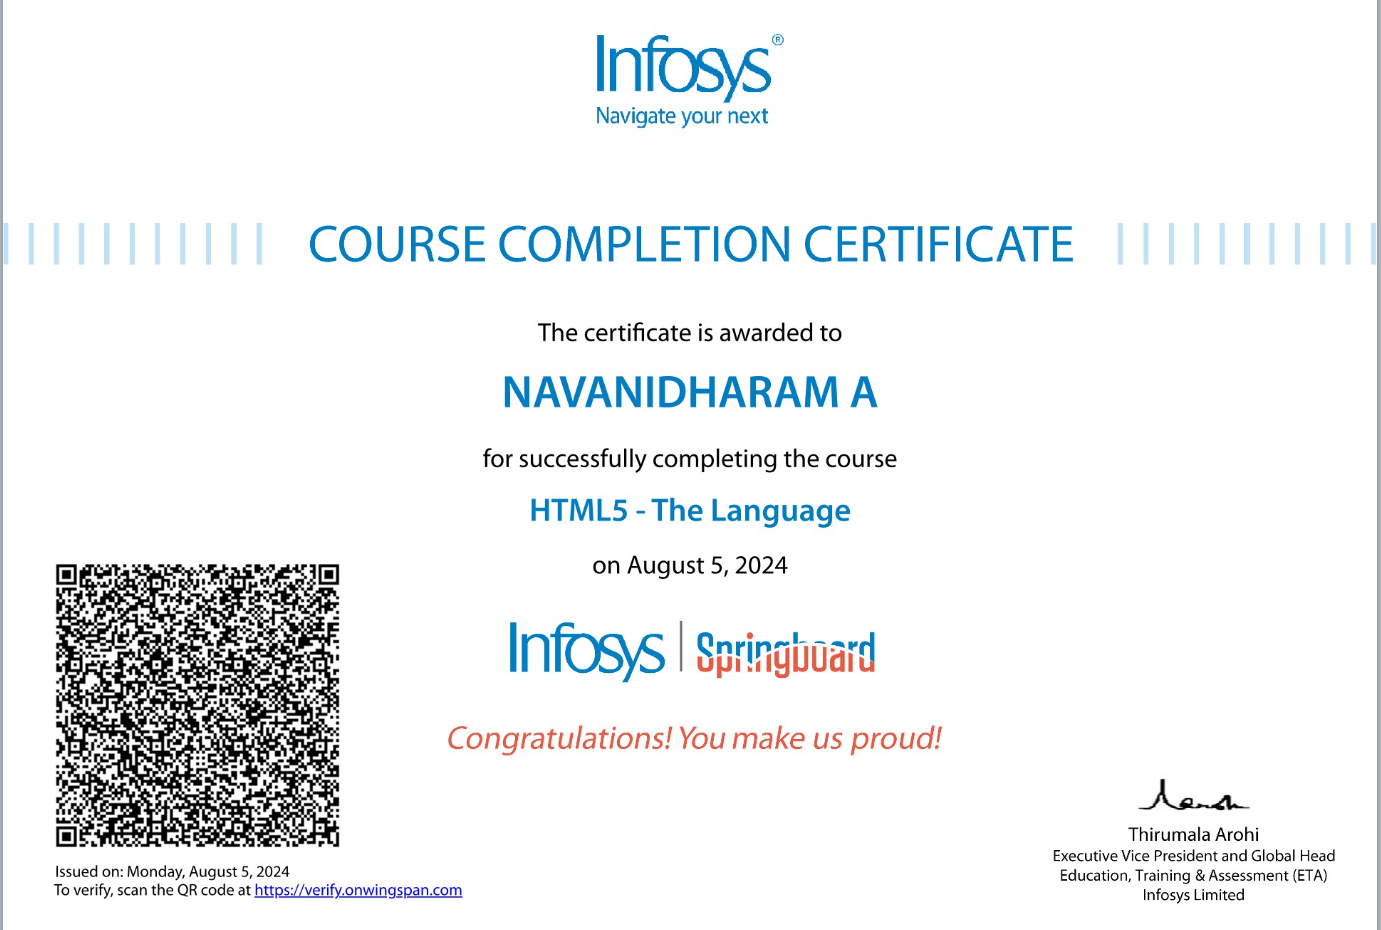 Infosys®
Navigate your next
COURSE COMPLETION CERTIFICATE
The certificate is awarded to
NAVANIDHARAM A
for successfully completing the course
HTML5 - The Language
on August 5, 2024
Infosys | Springboard
Congratulations! You make us proud!
Issued on: Monday, August 5, 2024
To verify, scan the QR code at https://verify.onwingspan.com
Thirumala Arohi
Executive Vice President and Global Head
Education, Training & Assessment (ETA)
Infosys Limited